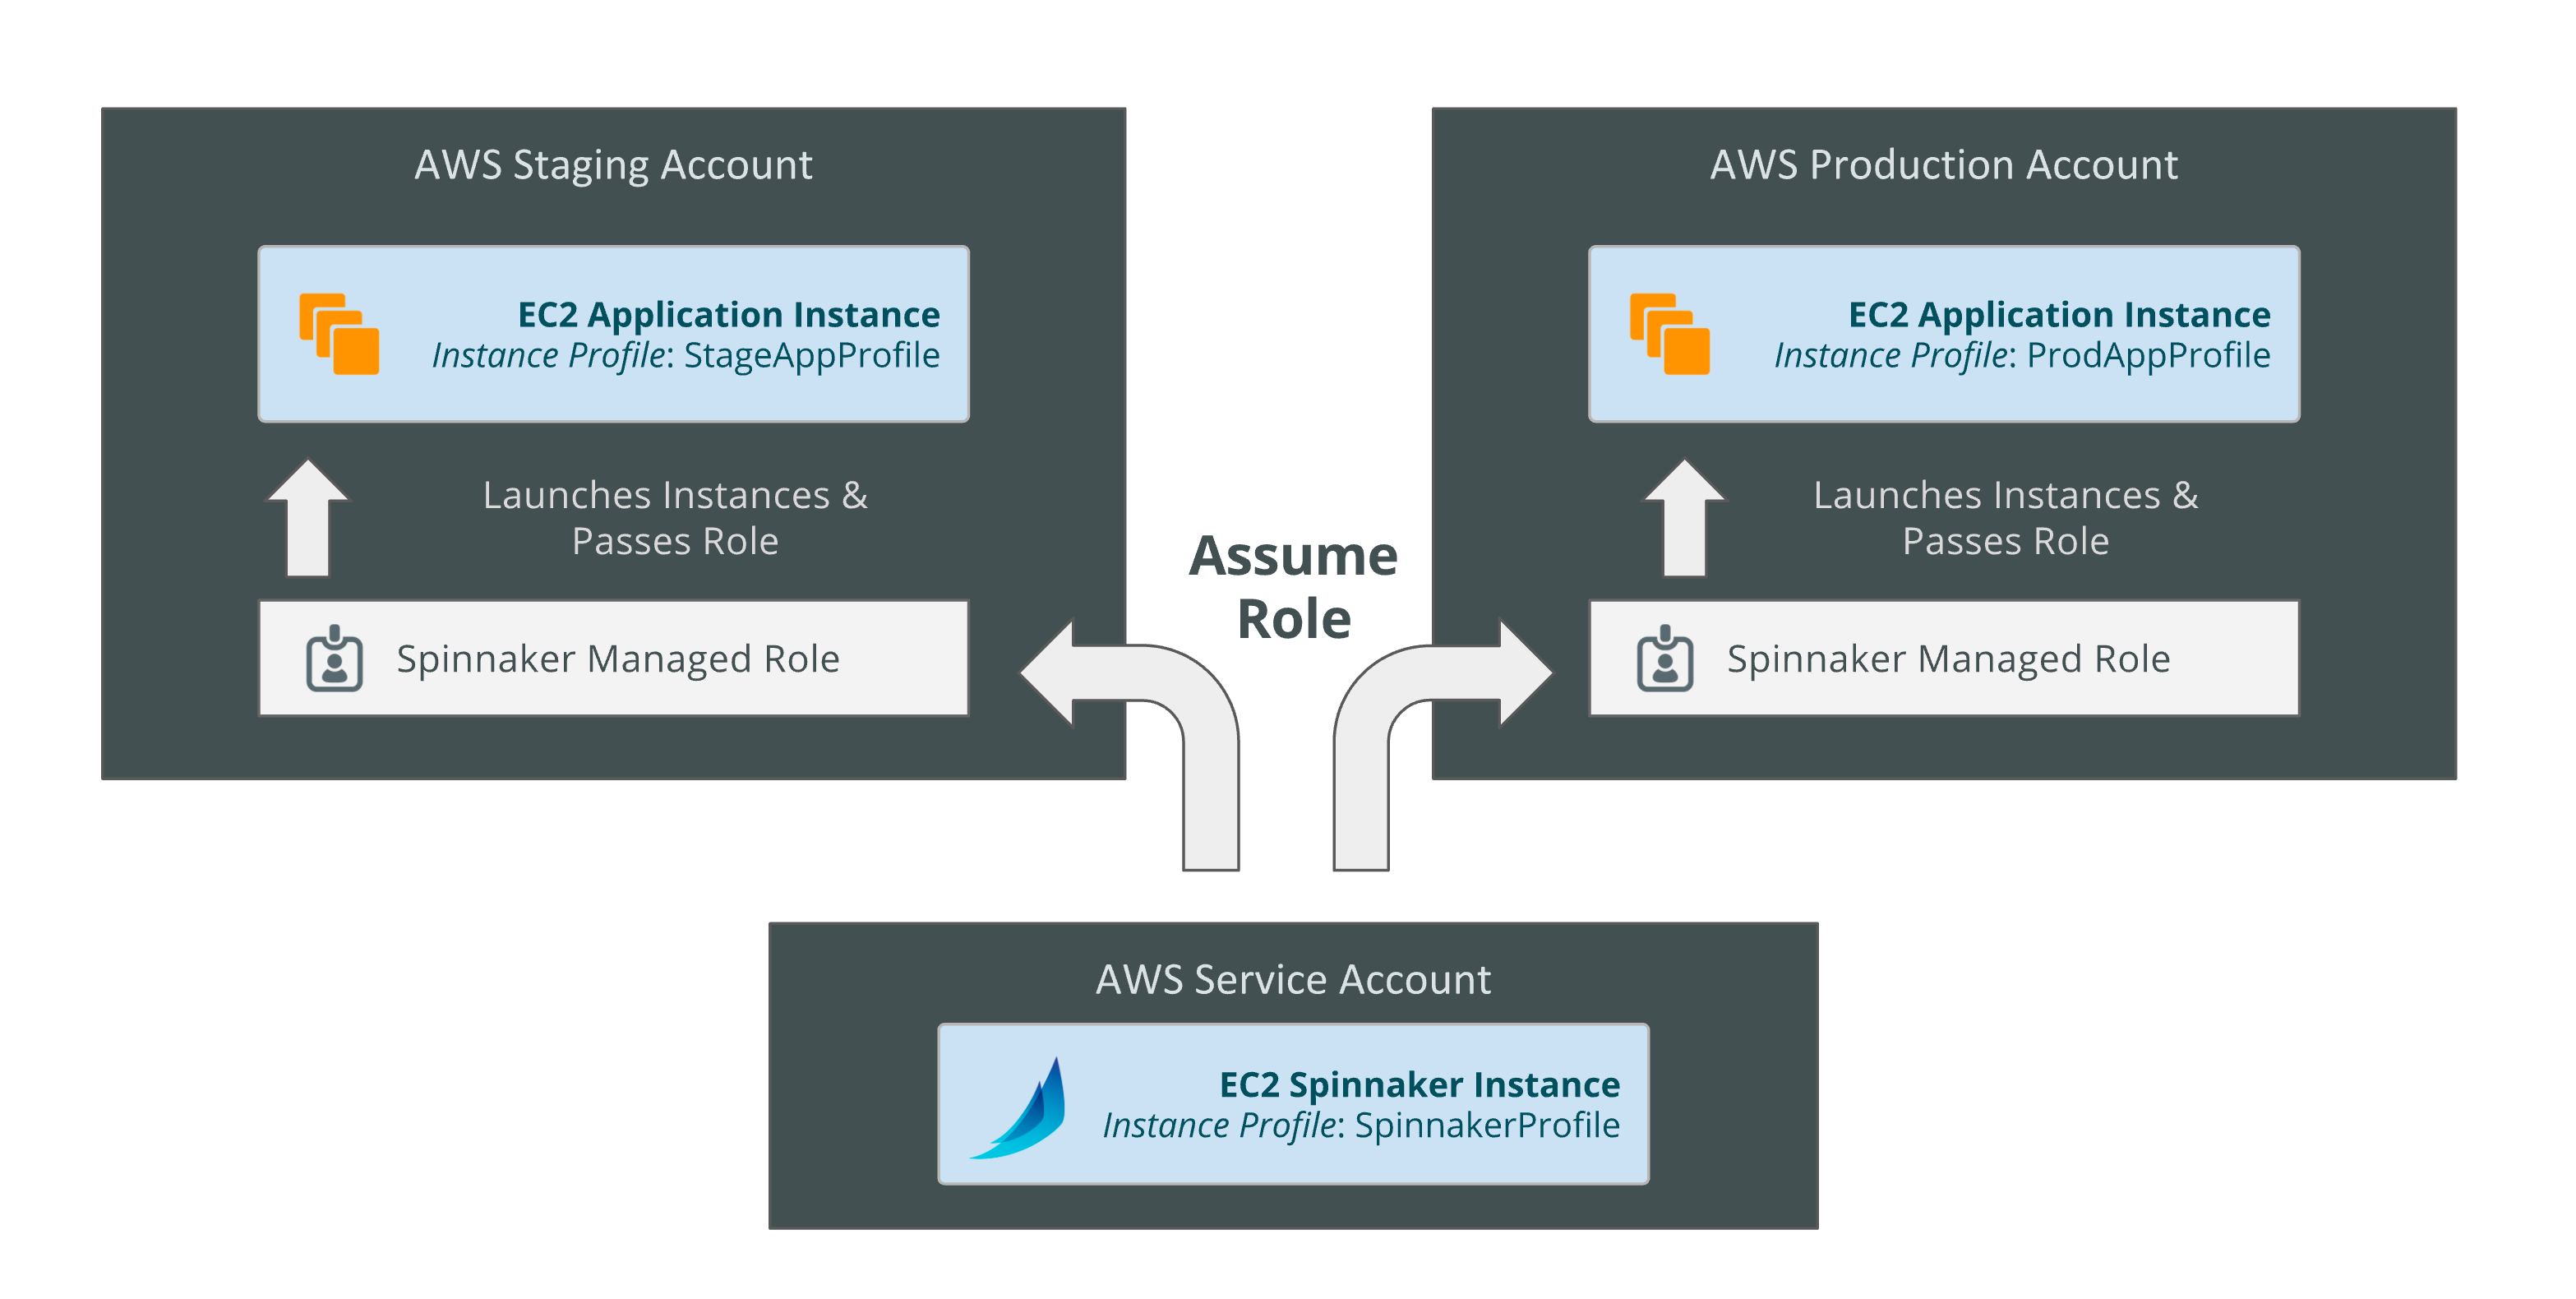 AWS Staging Account
EC2 Application Instance
Instance Profile: StageAppProfile
Launches Instances &
Passes Role
Spinnaker Managed Role
Assume
Role
AWS Production Account
EC2 Application Instance
Instance Profile: ProdAppProfile
Launches Instances &
Passes Role
Spinnaker Managed Role
AWS Service Account
EC2 Spinnaker Instance
Instance Profile: SpinnakerProfile